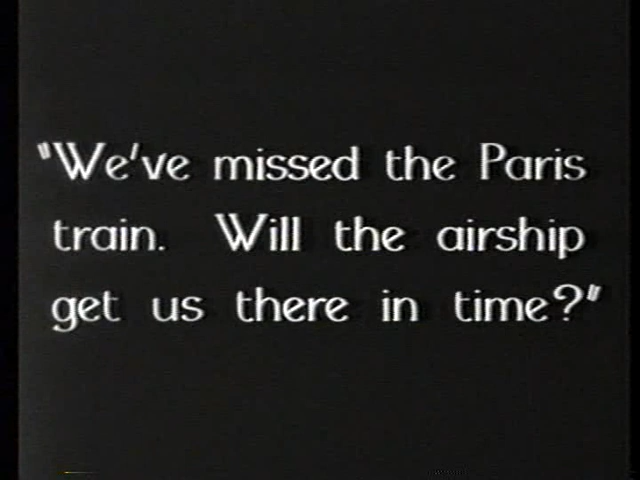 "We've missed the Paris
train. Will the airship
get us there in time?"